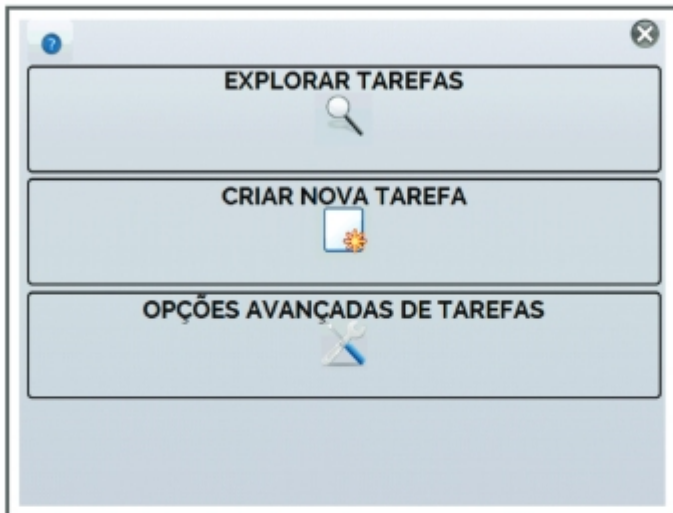 ?
EXPLORAR TAREFAS
CRIAR NOVA TAREFA
OPÇÕES AVANÇADAS DE TAREFAS